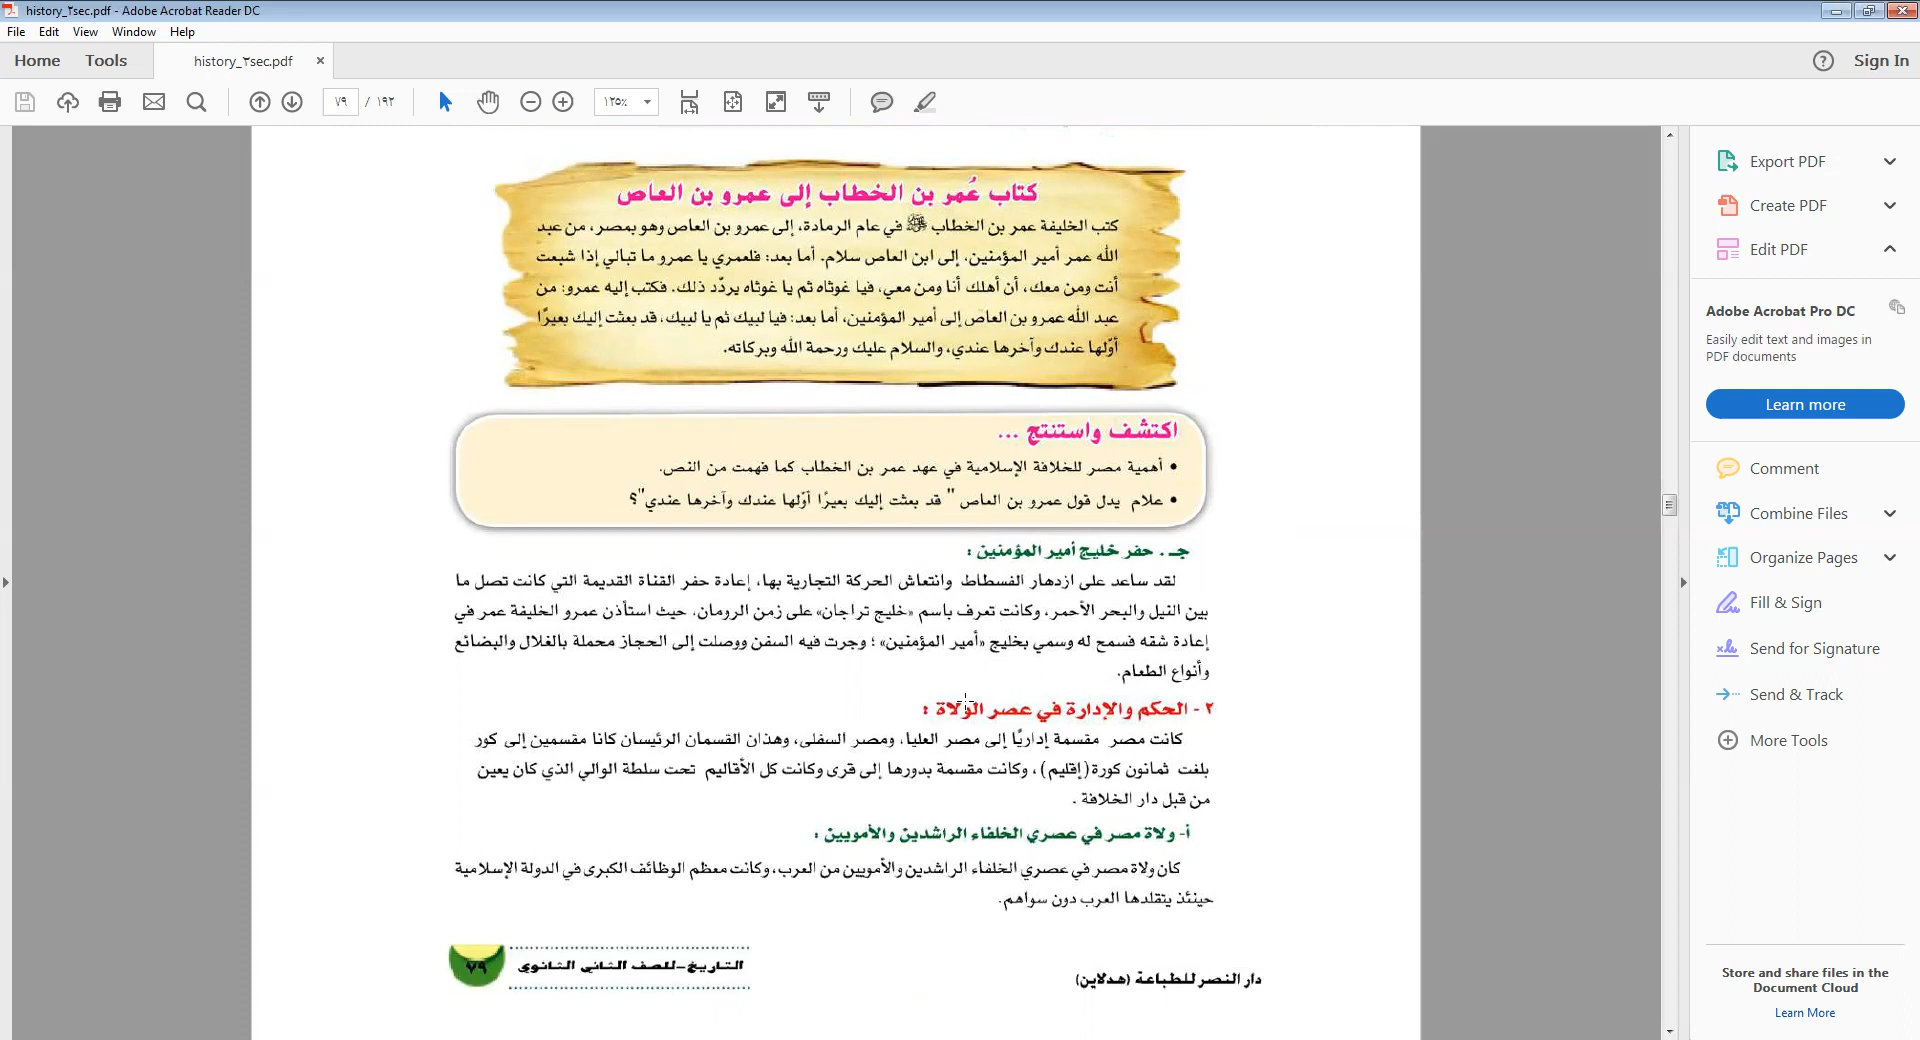 history_٣sec.pdf - Adobe Acrobat Reader DC
File Edit View Window Help
Home Tools history_٣sec.pdf × Sign In
٧٩ / ١٩٢ ١٢٥٪
كتاب عُمر بن الخطاب إلى عمرو بن العاص
كتب الخليفة عمر بن الخطاب في عام الرمادة، إلى عمرو بن العاص وهو بمصر، من عبد
الله عمر أمير المؤمنين، إلى ابن العاص سلام. أما بعد: فلعمري يا عمرو ما تبالي إذا شبعت
أنت ومن معك، أن أهلك أنا ومن معي، فيا غوثاه ثم يا غوثاه يردّد ذلك. فكتب إليه عمرو: من
عبد الله عمرو بن العاص إلى أمير المؤمنين، أما بعد: فيا لبيك ثم يا لبيك، قد بعثت إليك بعيرًا
أوّلها عندك وآخرها عندي، والسلام عليك ورحمة الله وبركاته.
اكتشف واستنتج ...
• أهمية مصر للخلافة الإسلامية في عهد عمر بن الخطاب كما فهمت من النص.
• علام يدل قول عمرو بن العاص " قد بعثت إليك بعيرًا أوّلها عندك وآخرها عندي"؟
جـ . حفر خليج أمير المؤمنين :
لقد ساعد على ازدهار الفسطاط وانتعاش الحركة التجارية بها، إعادة حفر القناة القديمة التي كانت تصل ما
بين النيل والبحر الأحمر، وكانت تعرف باسم «خليج تراجان» على زمن الرومان، حيث استأذن عمرو الخليفة عمر في
إعادة شقه فسمح له وسمي بخليج «أمير المؤمنين» ؛ وجرت فيه السفن ووصلت إلى الحجاز محملة بالغلال والبضائع
وأنواع الطعام.
٢ - الحكم والإدارة في عصر الولاة :
كانت مصر مقسمة إداريًا إلى مصر العليا، ومصر السفلى، وهذان القسمان الرئيسان كانا مقسمين إلى كور
بلغت ثمانون كورة (إقليم)، وكانت مقسمة بدورها إلى قرى وكانت كل الأقاليم تحت سلطة الوالي الذي كان يعين
من قبل دار الخلافة .
أ- ولاة مصر في عصري الخلفاء الراشدين والأمويين :
كان ولاة مصر في عصري الخلفاء الراشدين والأمويين من العرب، وكانت معظم الوظائف الكبرى في الدولة الإسلامية
حينئذ يتقلدها العرب دون سواهم.
دار النصر للطباعة (هدلاين)
التاريخ-للصف الثاني الثانوي ٧٩
Export PDF
Create PDF
Edit PDF
Adobe Acrobat Pro DC
Easily edit text and images in
PDF documents
Learn more
Comment
Combine Files
Organize Pages
Fill & Sign
Send for Signature
Send & Track
More Tools
Store and share files in the
Document Cloud
Learn More